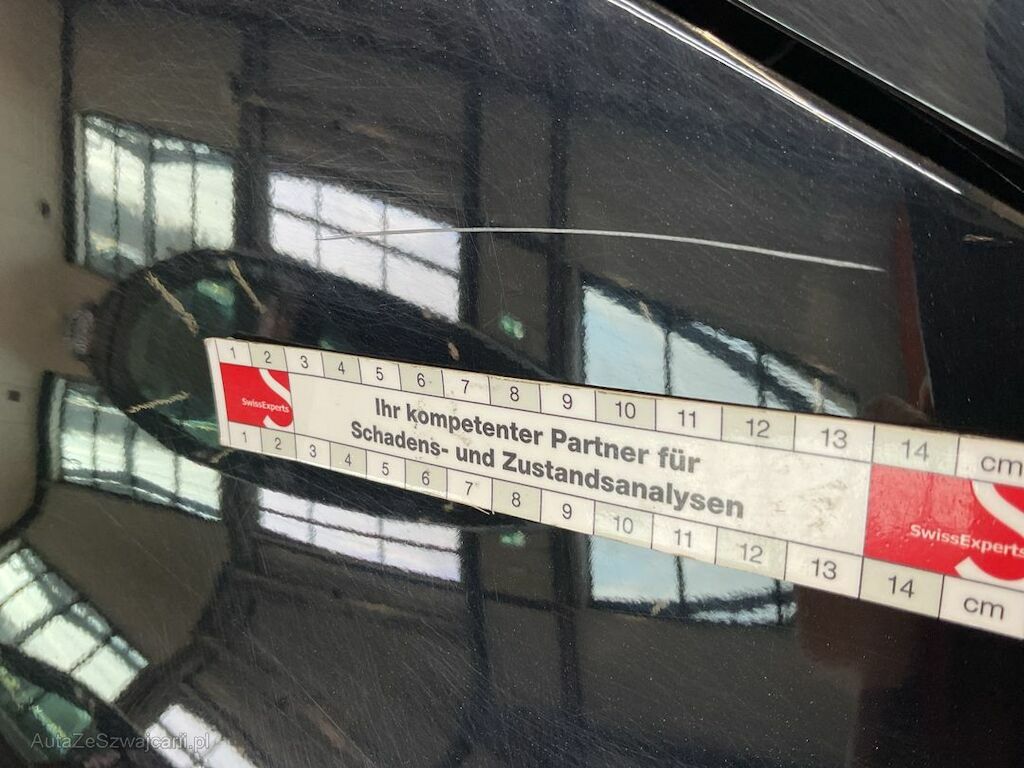 1 2 3 4 5 6 7 8 9 10 11 12 13 14 cm
SwissExperts
Ihr kompetenter Partner für
Schadens- und Zustandsanalysen
SwissExperts
1 2 3 4 5 6 7 8 9 10 11 12 13 14 cm
AutaZeSzwajcarii.pl